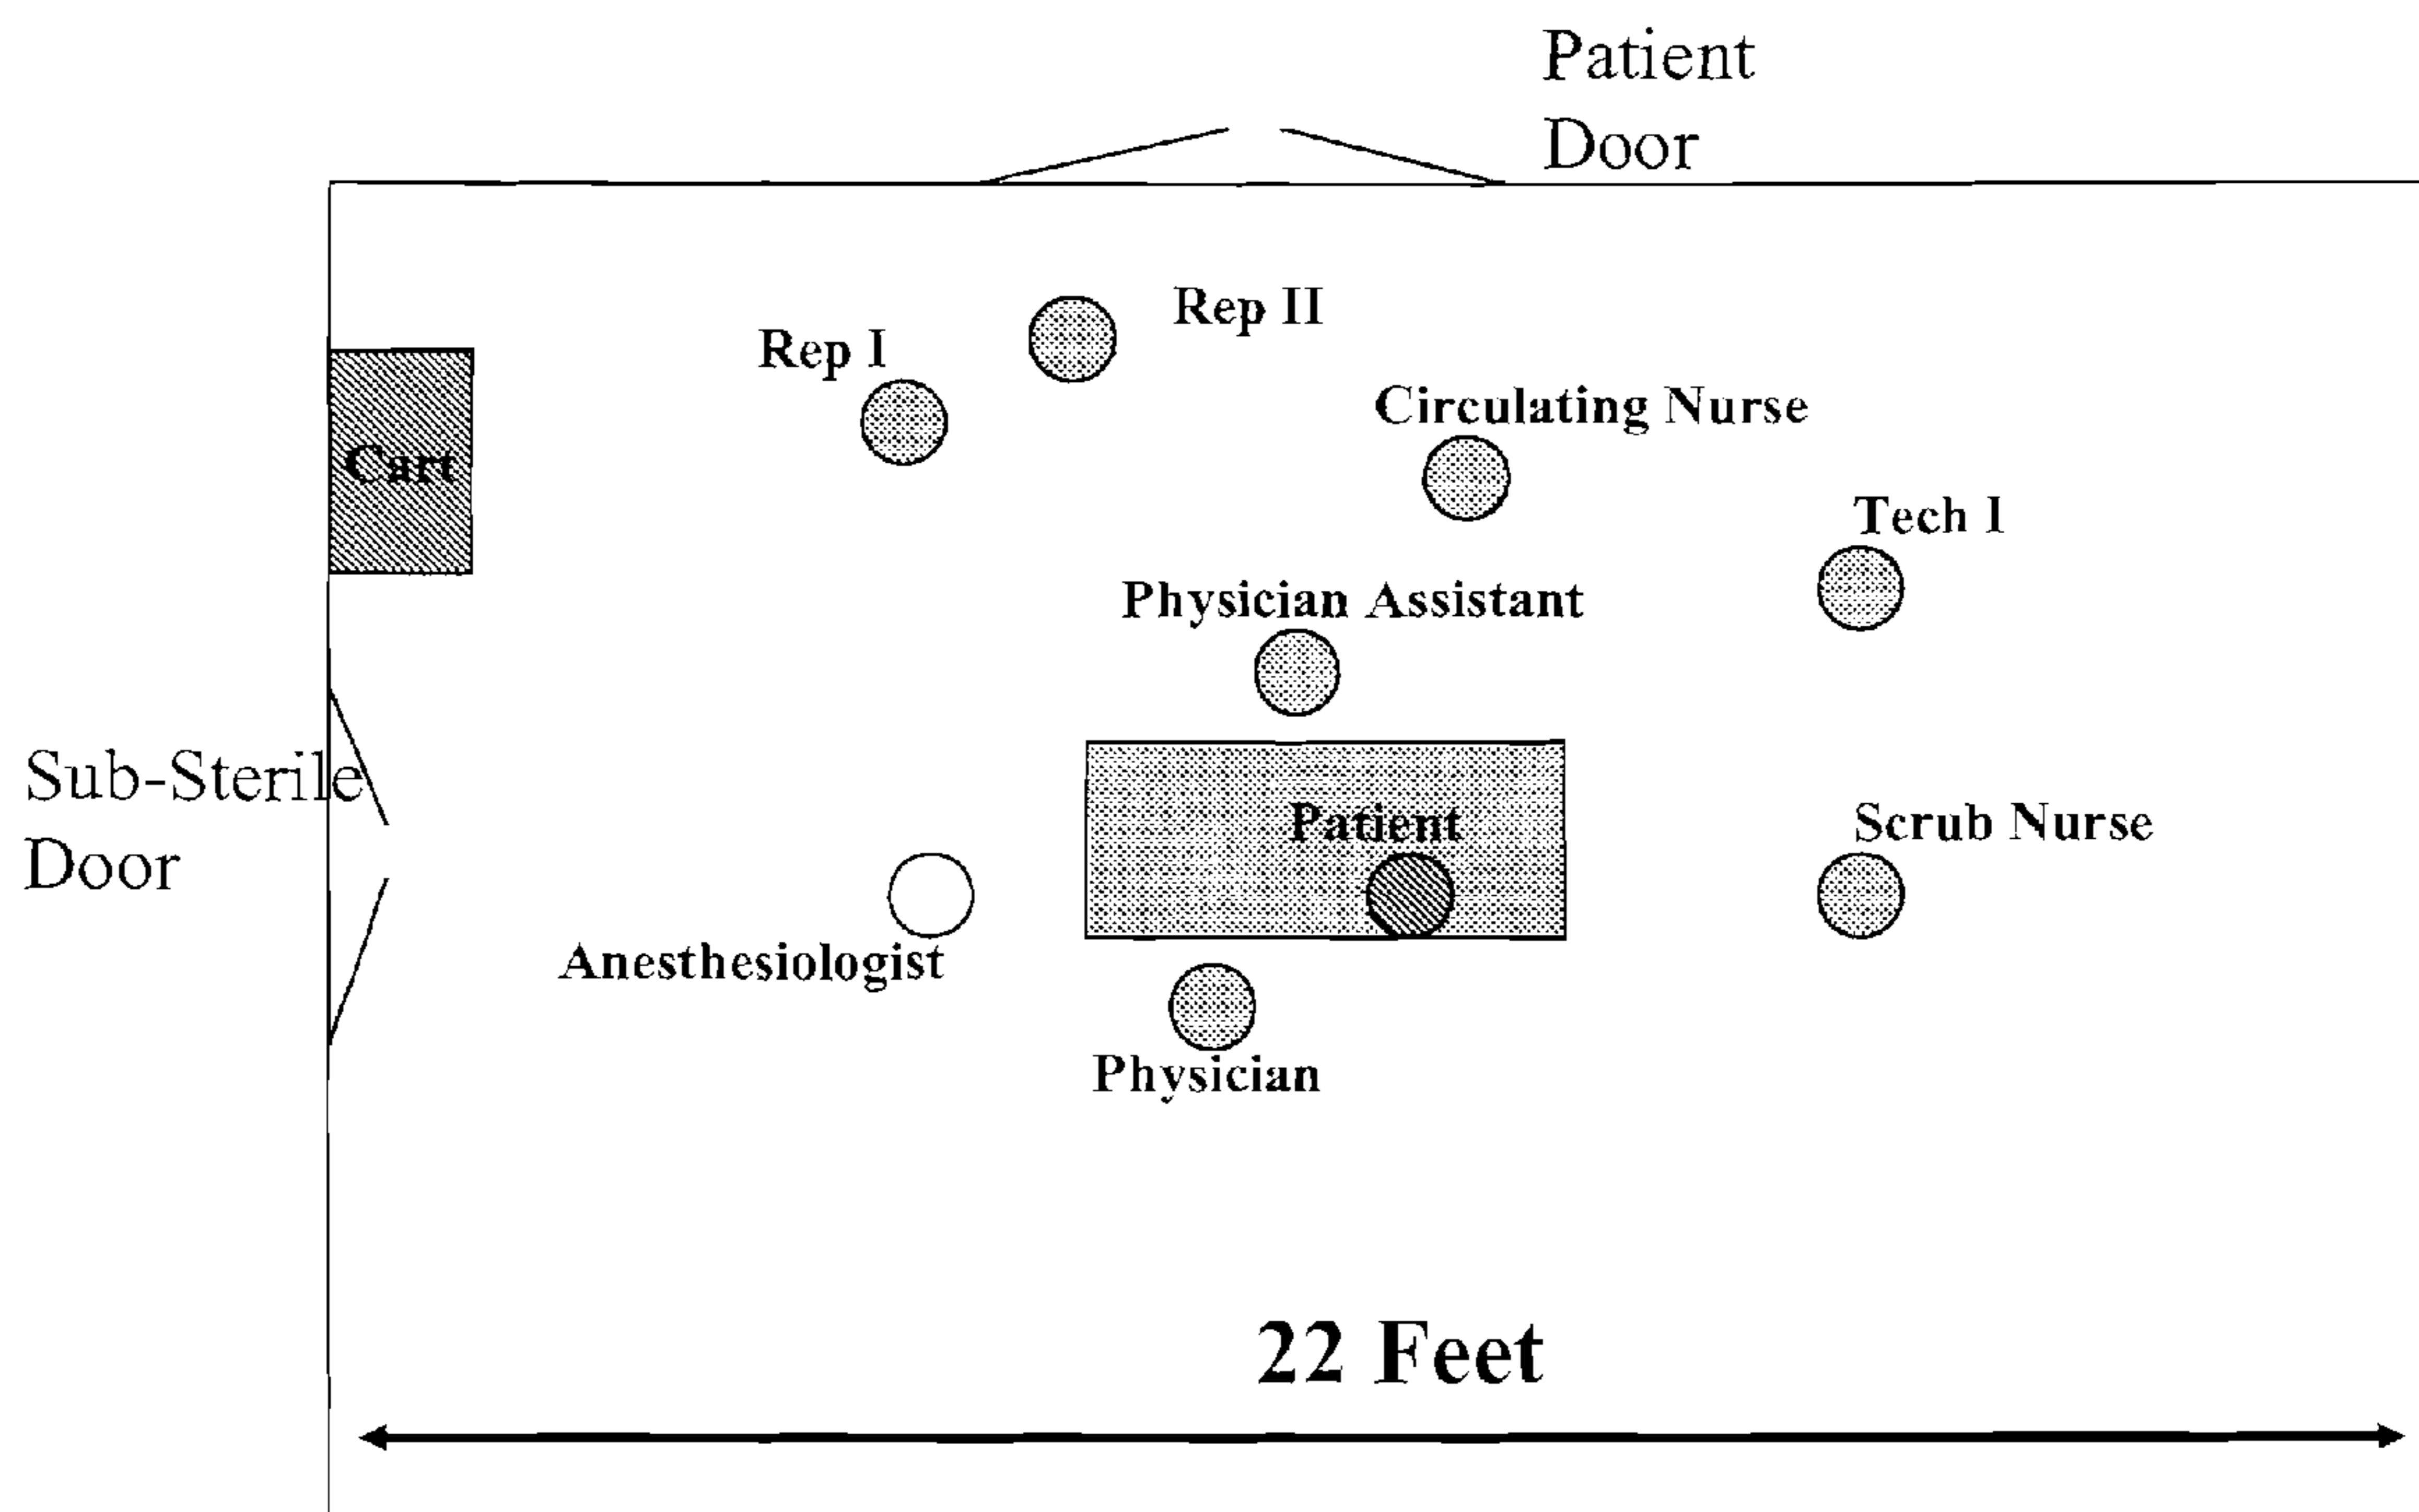 Patient
Door
Rep II
Rep I
Circulating Nurse
Cart
Tech I
Physician Assistant
Sub-Sterile
Door
Patient
Scrub Nurse
Anesthesiologist
Physician
22 Feet